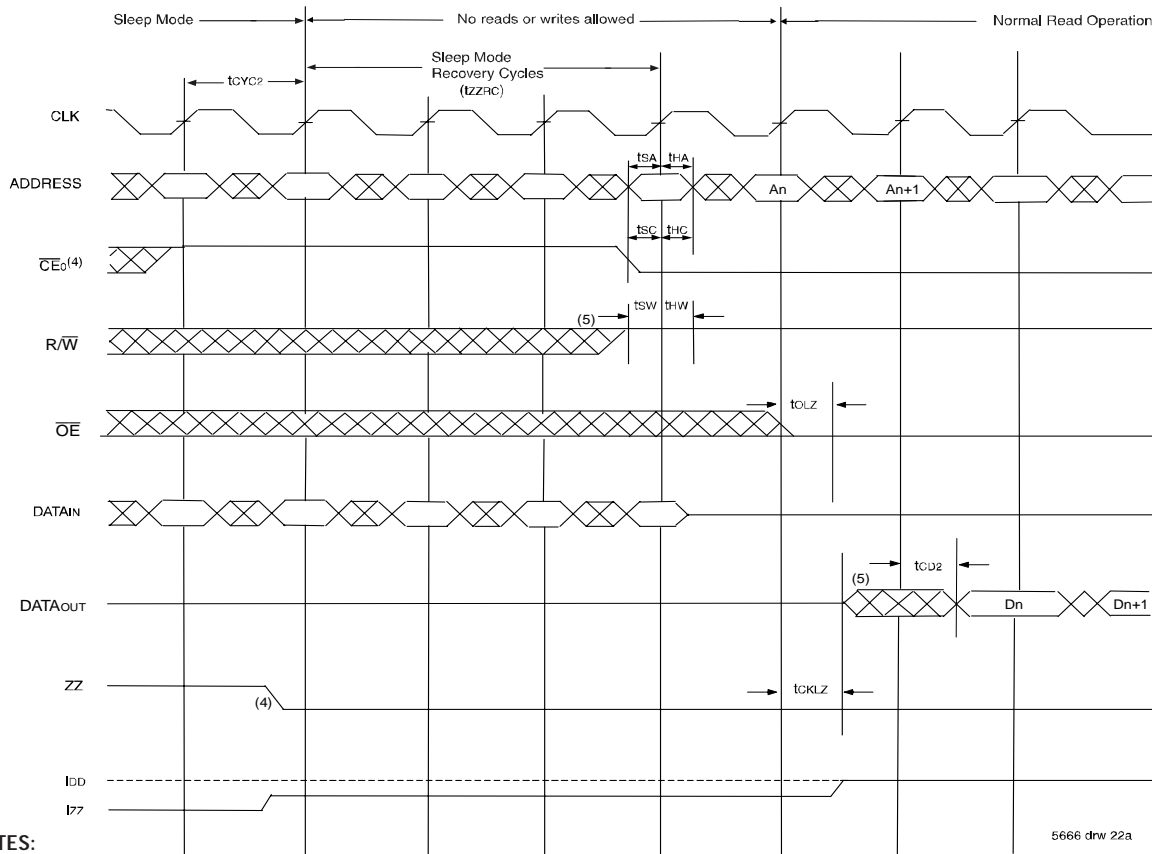 Sleep Mode
No reads or writes allowed
Normal Read Operation
Sleep Mode
Recovery Cycles
(tZZRC)
tCYC2
CLK
tSA tHA
ADDRESS
An
An+1
tSC tHC
CE0(4)
tSW tHW
(5)
R/W
tOLZ
OE
DATAIN
tCD2
(5)
DATAOUT
Dn
Dn+1
ZZ
(4)
tCKLZ
IDD
IZZ
5666 drw 22a
TES: